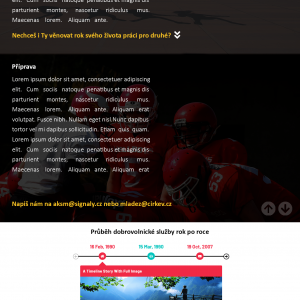 elit. Cum sociis natoque penatibus et magnis dis
parturient montes, nascetur ridiculus mus.
Maecenas lorem. Aliquam ante.
Nechceš i Ty věnovat rok svého života práci pro druhé?
Příprava
Lorem ipsum dolor sit amet, consectetuer adipiscing
elit. Cum sociis natoque penatibus et magnis dis
parturient montes, nascetur ridiculus mus.
Maecenas lorem. Aliquam ante. Aliquam erat
volutpat. Fusce nibh. Nullam eget nisl. Nunc dapibus
tortor vel mi dapibus sollicitudin. Etiam quis quam.
Lorem ipsum dolor sit amet, consectetuer adipiscing
elit. Cum sociis natoque penatibus et magnis dis
parturient montes, nascetur ridiculus mus.
Maecenas lorem. Aliquam ante. Aliquam erat
Napiš nám na aksm@signaly.cz nebo mladez@cirkev.cz
Průběh dobrovolnické služby rok po roce
16 Feb, 1990 15 Mar, 1990 19 Oct, 2007
A Timeline Story With Full Image